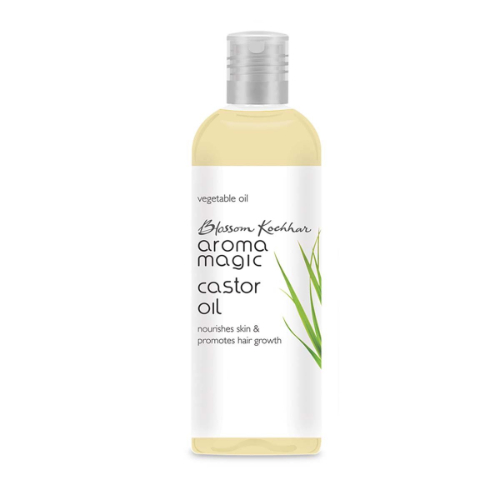 vegetable oil
Blossom Kochhar
aroma
magic
castor
oil
nourishes skin &
promotes hair growth